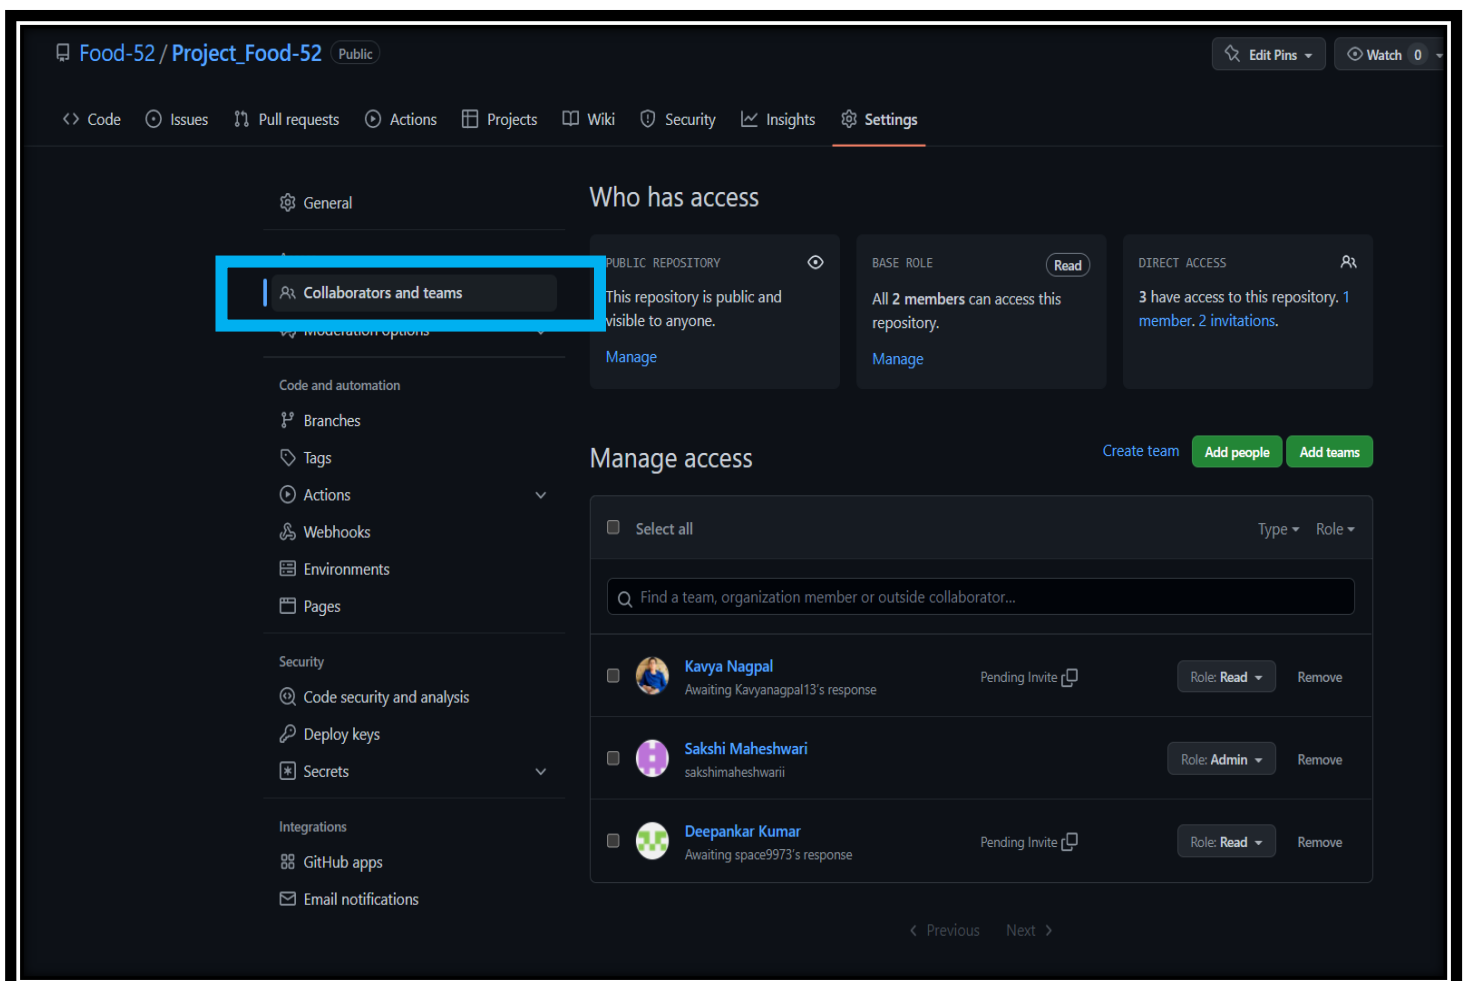 Food-52 / Project_Food-52 Public
Edit Pins
Watch 0
Code Issues Pull requests Actions Projects Wiki Security Insights Settings
General
Collaborators and teams
Moderation options
Code and automation
Branches
Tags
Actions
Webhooks
Environments
Pages
Security
Code security and analysis
Deploy keys
Secrets
Integrations
GitHub apps
Email notifications
Who has access
PUBLIC REPOSITORY
This repository is public and
visible to anyone.
Manage
BASE ROLE Read
All 2 members can access this
repository.
Manage
DIRECT ACCESS
3 have access to this repository. 1
member. 2 invitations.
Manage access
Create team Add people Add teams
Select all Type Role
Find a team, organization member or outside collaborator...
Kavya Nagpal
Awaiting Kavyanagpal13's response
Pending Invite Role: Read Remove
Sakshi Maheshwari
sakshimaheshwarii
Role: Admin Remove
Deepankar Kumar
Awaiting space9973's response
Pending Invite Role: Read Remove
Previous Next